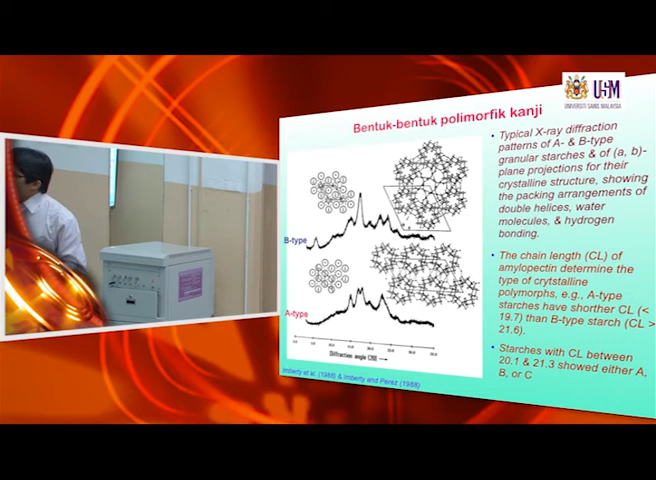 USM
UNIVERSITI SAINS MALAYSIA
Bentuk-bentuk polimorfik kanji
• Typical X-ray diffraction
patterns of A- & B-type
granular starches & of (a, b)-
plane projections for their
crystalline structure, showing
the packing arrangements of
double helices, water
molecules, & hydrogen
bonding.
• The chain length (CL) of
amylopectin determine the
type of crytstalline
polymorphs, e.g., A-type
starches have shorther CL (<
19.7) than B-type starch (CL >
21.6).
• Starches with CL between
20.1 & 21.3 showed either A,
B, or C
B-type
A-type
Diffraction angle (2θ)
Imberty et al. (1988) & Imberty and Perez (1988)